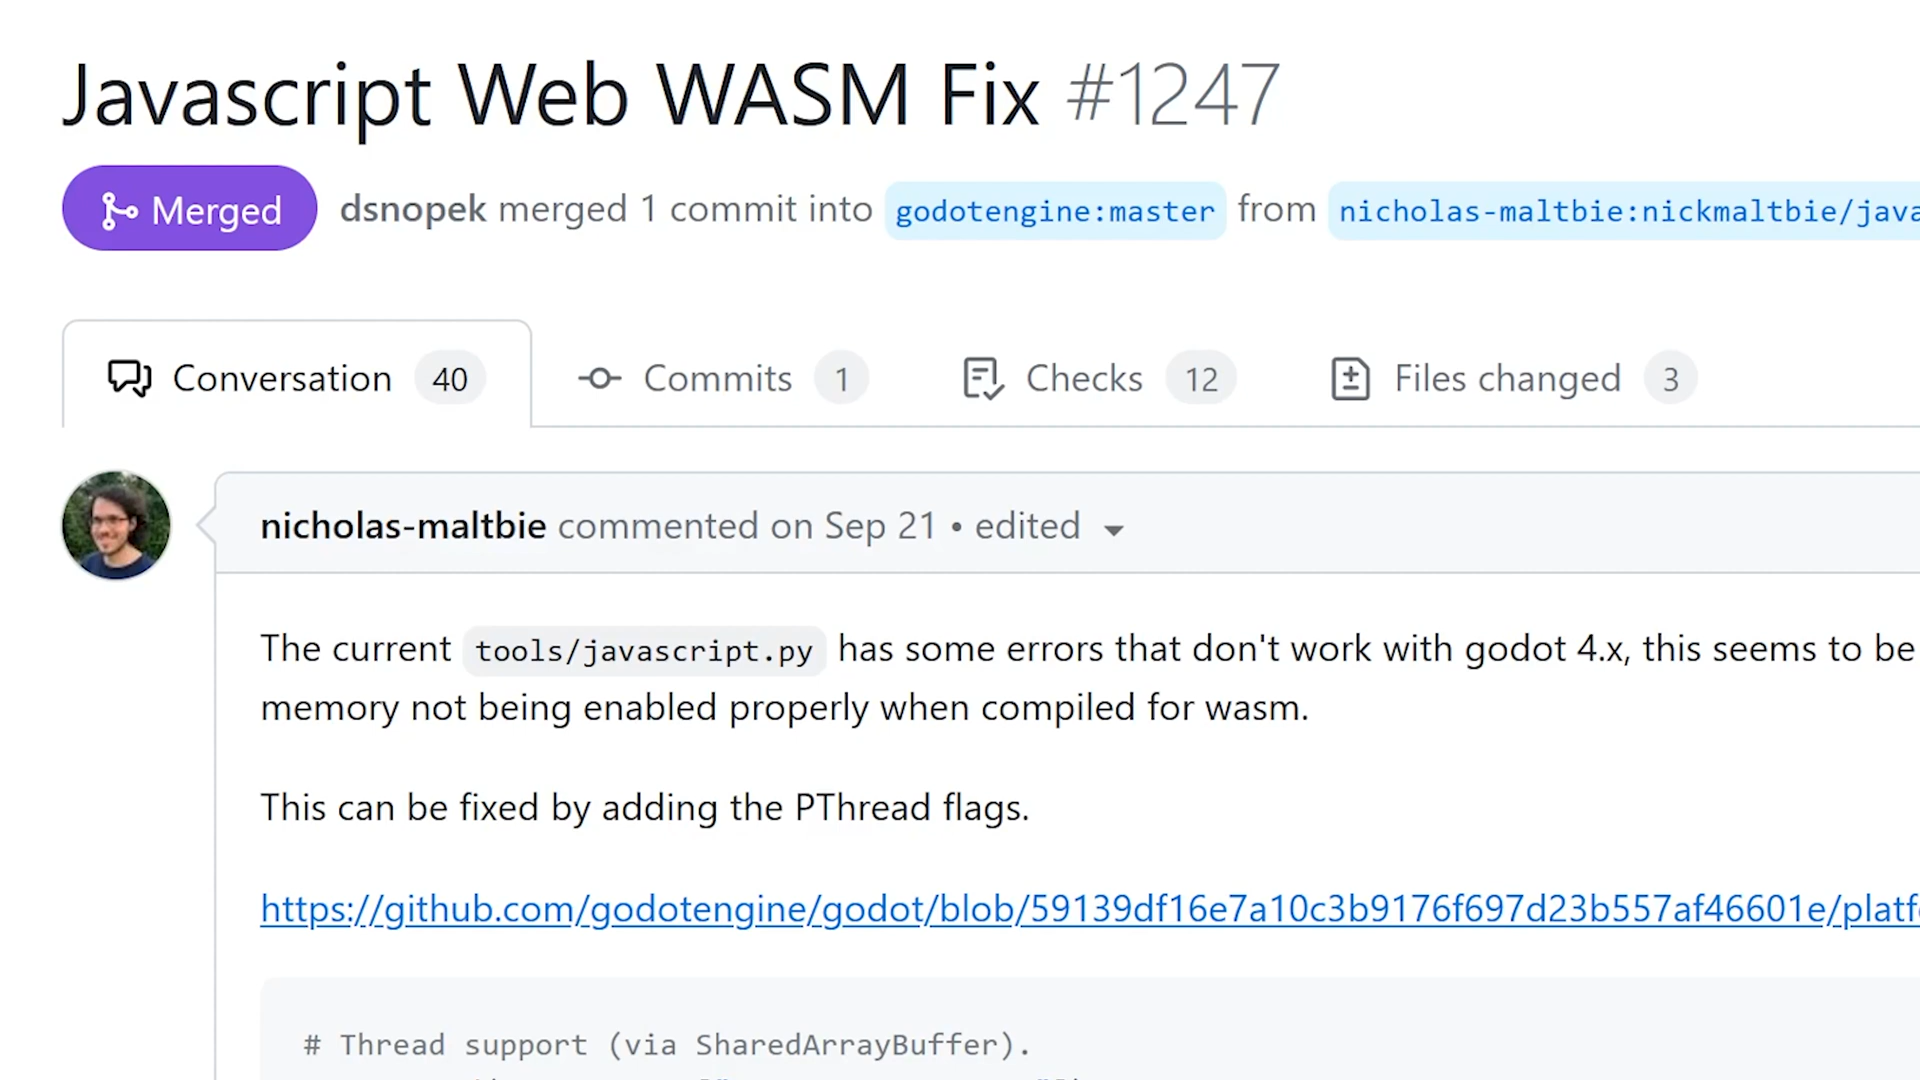 Javascript Web WASM Fix #1247
Merged dsnopek merged 1 commit into godotengine:master from nicholas-maltbie:nickmaltbie/java
Conversation 40 Commits 1 Checks 12 Files changed 3
nicholas-maltbie commented on Sep 21 • edited
The current tools/javascript.py has some errors that don't work with godot 4.x, this seems to be
memory not being enabled properly when compiled for wasm.
This can be fixed by adding the PThread flags.
https://github.com/godotengine/godot/blob/59139df16e7a10c3b9176f697d23b557af46601e/platf
# Thread support (via SharedArrayBuffer).